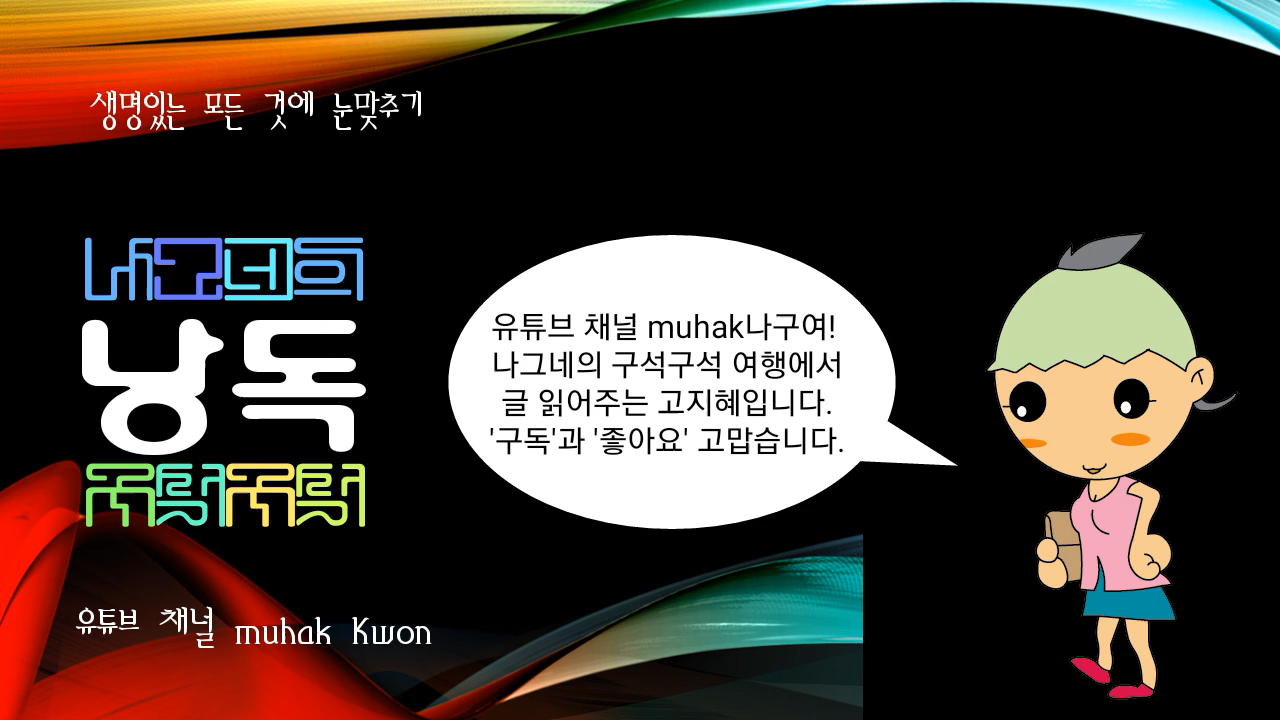 생명있는 모든 것에 눈맞추기
나그네의
낭독
구석구석
유튜브 채널 muhak나구여!
나그네의 구석구석 여행에서
글 읽어주는 고지혜입니다.
'구독'과 '좋아요' 고맙습니다.
유튜브 채널 muhak Kwon